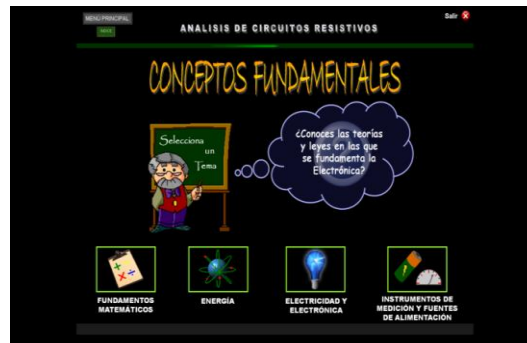 MENÚ PRINCIPAL
Salir
ANALISIS DE CIRCUITOS RESISTIVOS
CONCEPTOS FUNDAMENTALES
Selecciona
un
Tema
¿Conoces las teorías
y leyes en las que
se fundamenta la
Electrónica?
FUNDAMENTOS
MATEMÁTICOS
ENERGÍA
ELECTRICIDAD Y
ELECTRÓNICA
INSTRUMENTOS DE
MEDICIÓN Y FUENTES
DE ALIMENTACIÓN